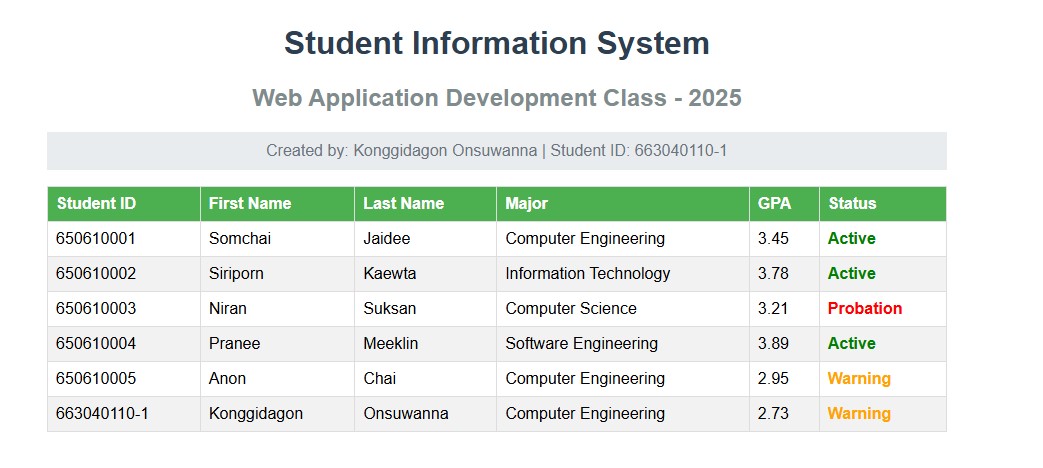 Student Information System
Web Application Development Class - 2025
Created by: Konggidagon Onsuwanna | Student ID: 663040110-1
Student ID First Name Last Name Major GPA Status
650610001 Somchai Jaidee Computer Engineering 3.45 Active
650610002 Siriporn Kaewta Information Technology 3.78 Active
650610003 Niran Suksan Computer Science 3.21 Probation
650610004 Pranee Meeklin Software Engineering 3.89 Active
650610005 Anon Chai Computer Engineering 2.95 Warning
663040110-1 Konggidagon Onsuwanna Computer Engineering 2.73 Warning